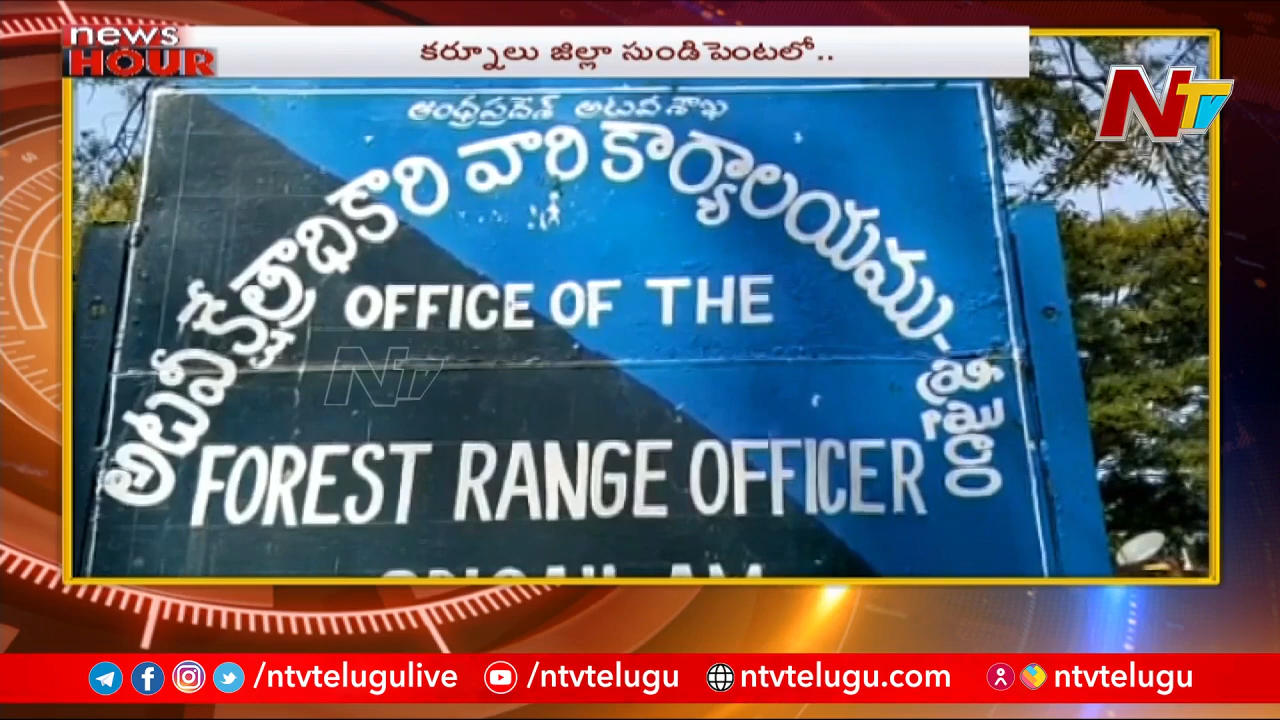 news
HOUR
కర్నూలు జిల్లా సుండిపెంటలో..
NTV
ఆంధ్రప్రదేశ్ అటవీశాఖ
అటవీ క్షేత్రాధికారి వారి కార్యాలయము-శ్రీశైలం
OFFICE OF THE
NTV
FOREST RANGE OFFICER
/ntvtelugulive /ntvtelugu ntvtelugu.com ntvtelugu